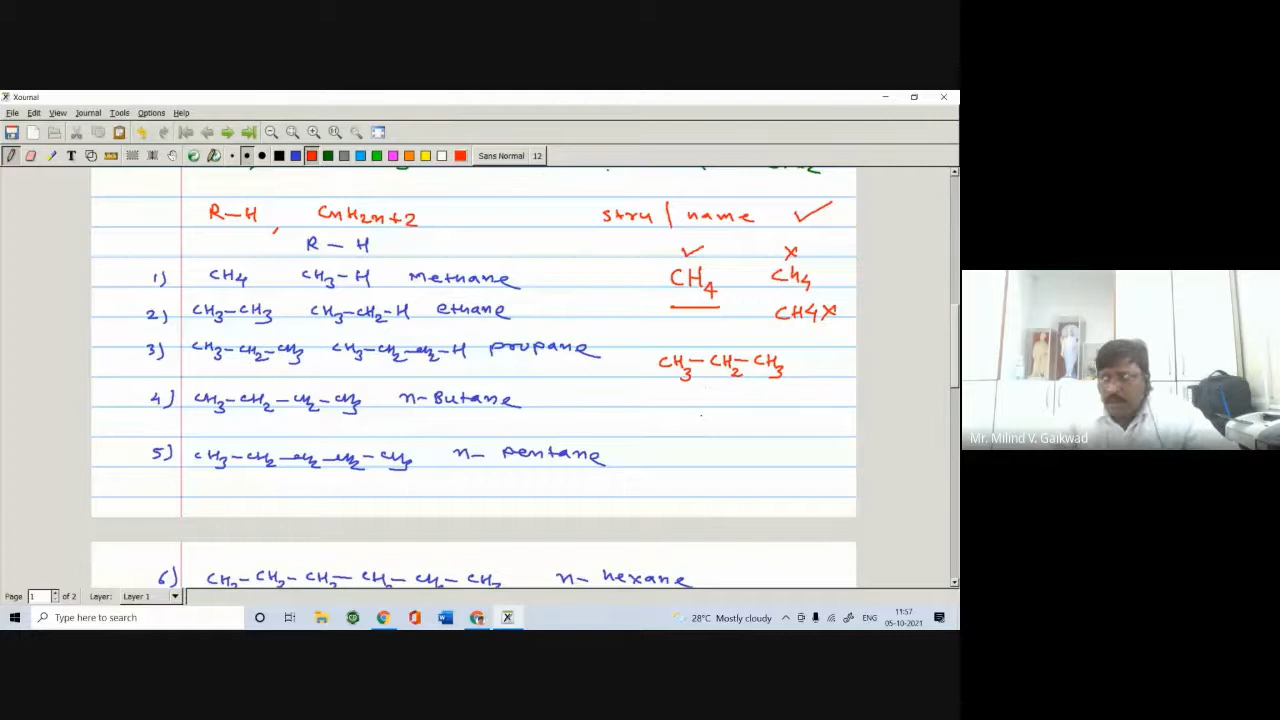 Xournal
File Edit View Journal Tools Options Help
Sans Normal 12
R-H, CnH2n+2
stru | name ✓
R - H
✓ x
1) CH4 CH3-H Methane
CH4 Ch4
2) CH3-CH3 CH3-CH2-H ethane
CH4 x
3) CH3-CH2-CH3 CH3-CH2-CH2-H propane
CH3-CH2-CH3
4) CH3-CH2-CH2-CH3 n-Butane
5) CH3-CH2-CH2-CH2-CH3 n-pentane
6) CH3-CH2-CH2-CH2-CH2-CH3 n-hexane
Mr. Milind V. Gaikwad
Page 1 of 2 Layer: Layer 1
Type here to search
28°C Mostly cloudy ENG 11:57
05-10-2021